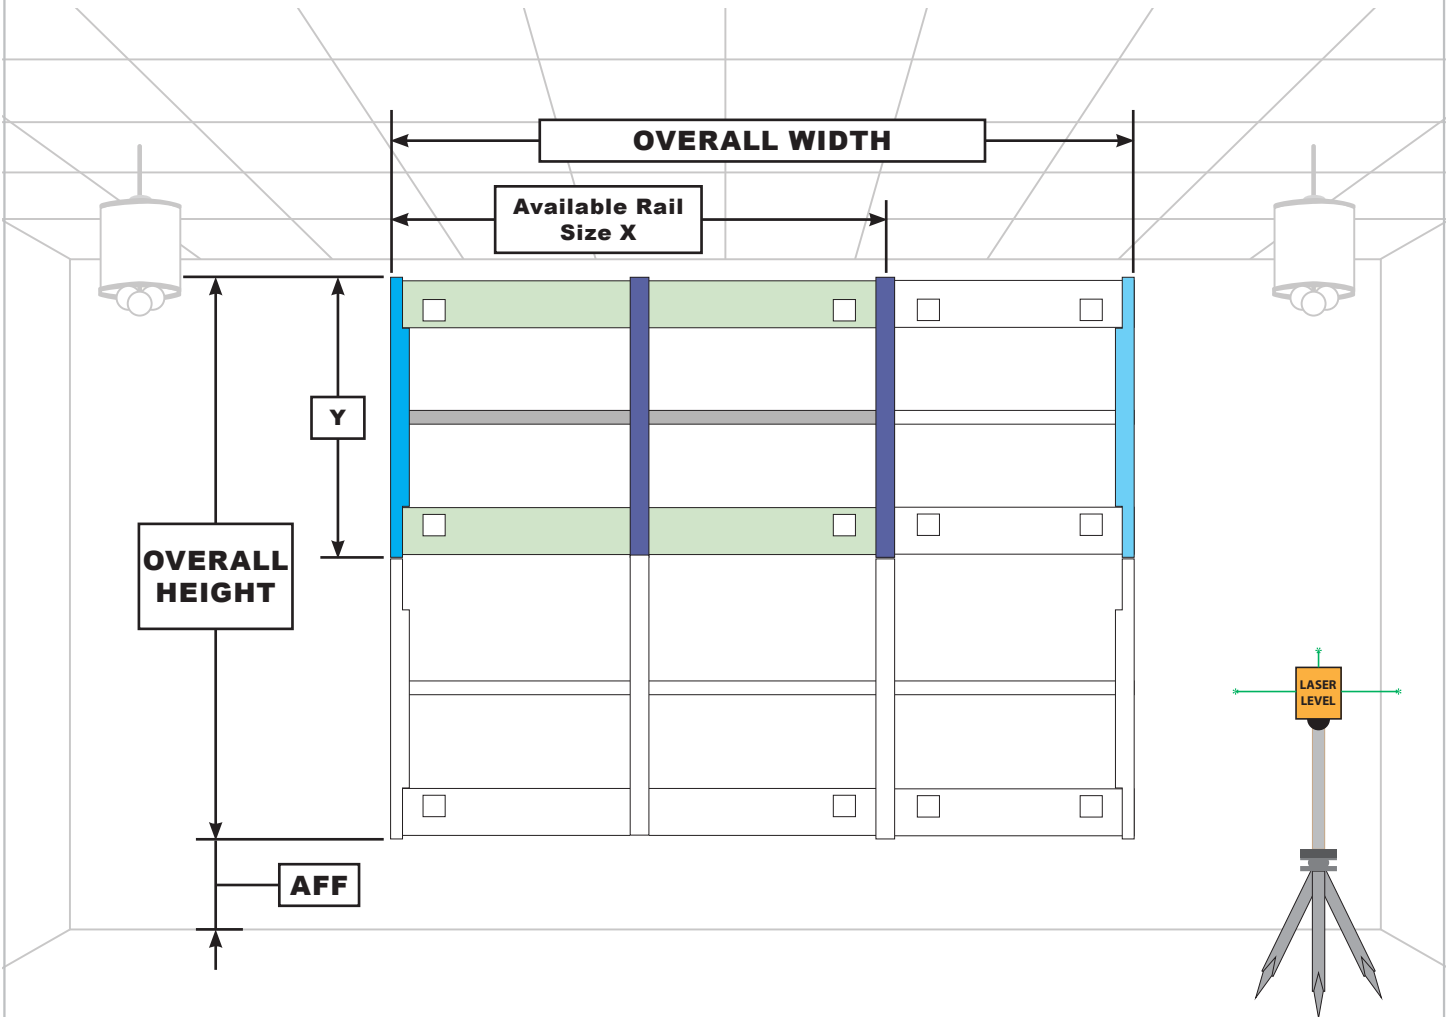 OVERALL WIDTH
Available Rail
Size X
Y
OVERALL
HEIGHT
LASER
LEVEL
AFF